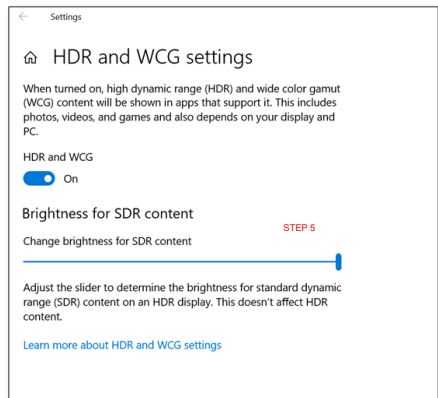 Settings
HDR and WCG settings
When turned on, high dynamic range (HDR) and wide color gamut
(WCG) content will be shown in apps that support it. This includes
photos, videos, and games and also depends on your display and
PC.
HDR and WCG
On
Brightness for SDR content
STEP 5
Change brightness for SDR content
Adjust the slider to determine the brightness for standard dynamic
range (SDR) content on an HDR display. This doesn't affect HDR
content.
Learn more about HDR and WCG settings